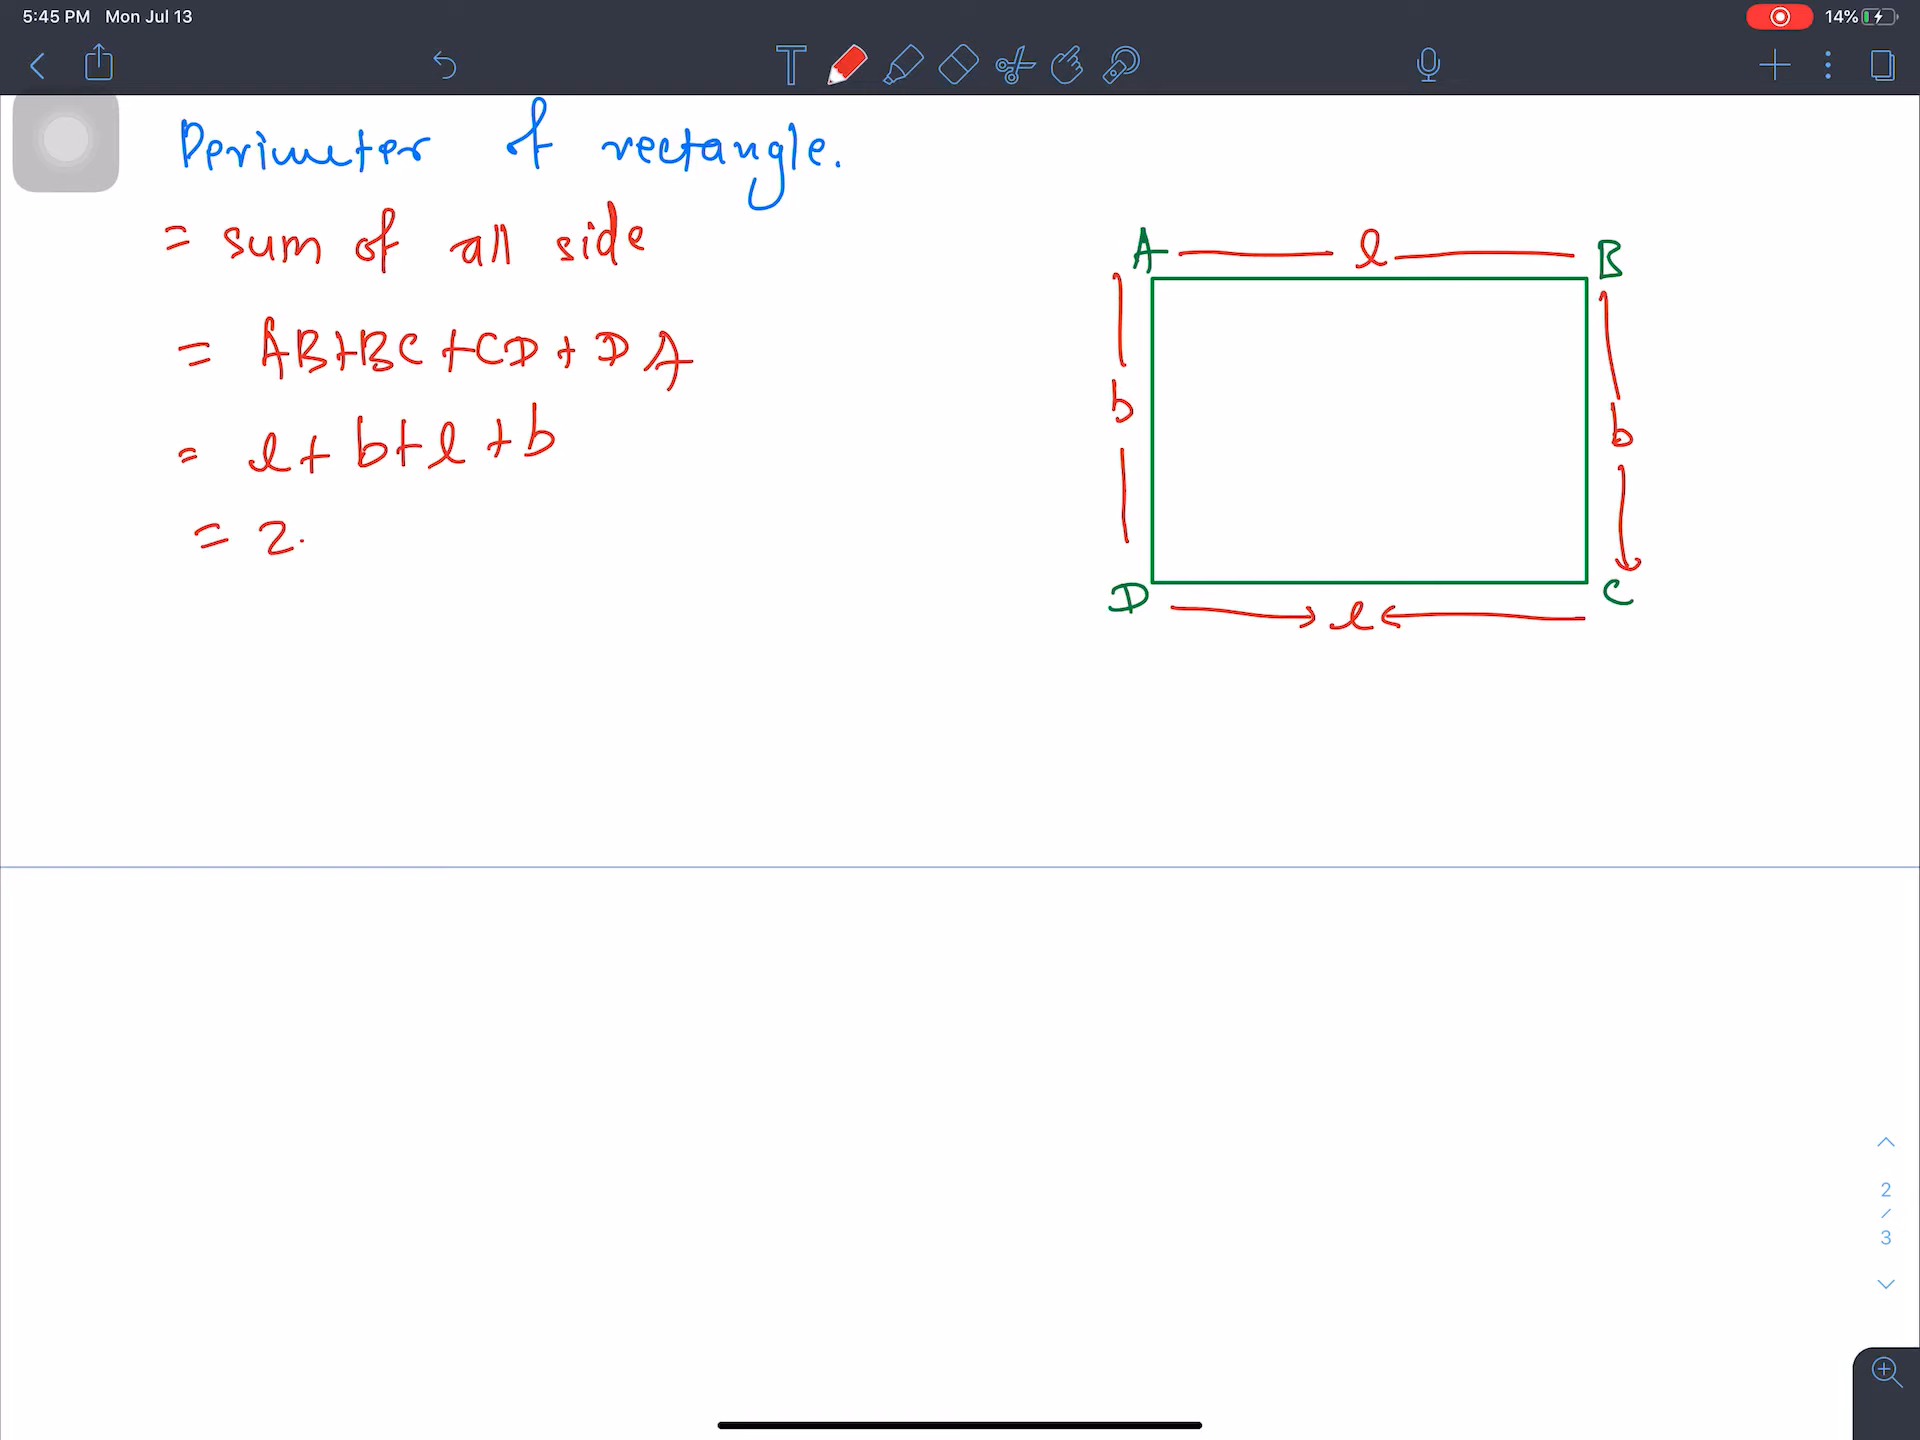 5:45 PM Mon Jul 13
14%
T
Perimeter of rectangle.
= sum of all side
= AB+BC+CD+DA
= l+b+l+b
= 2.
A l B
b
b
D l C
2
/
3